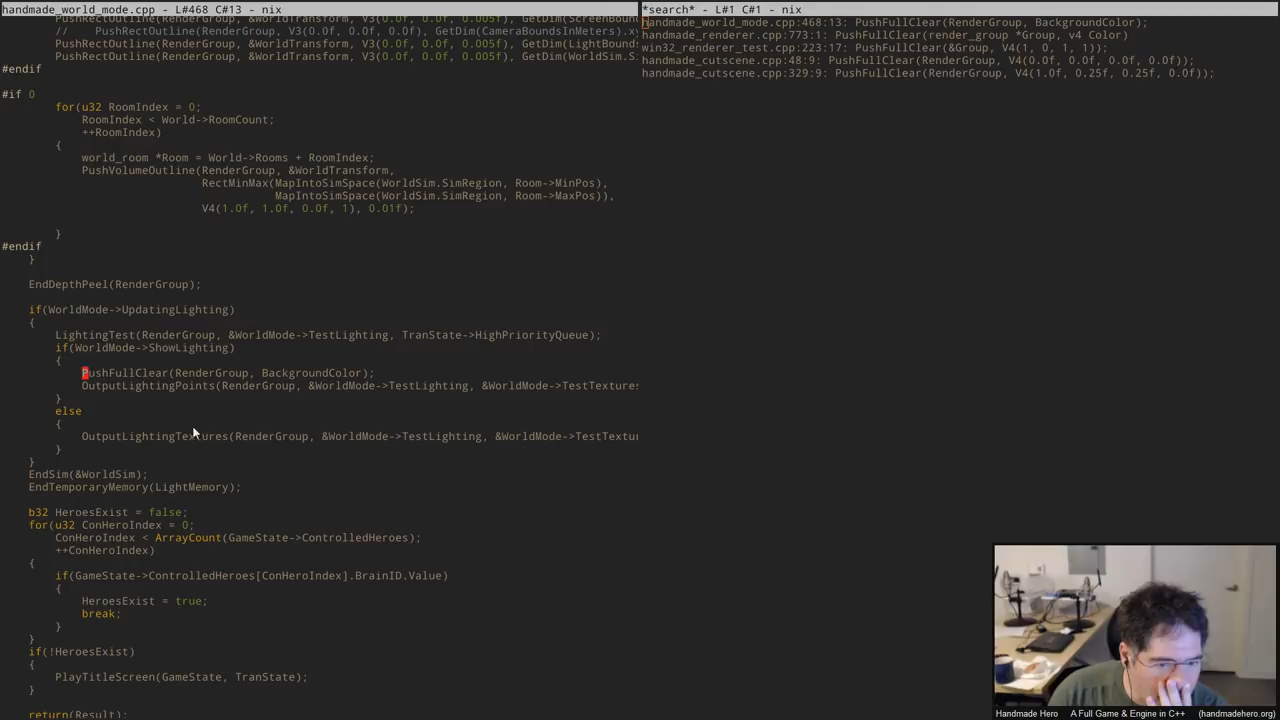 handmade_world_mode.cpp - L#468 C#13 - nix
PushRectOutline(RenderGroup, &WorldTransform, V3(0.0f, 0.0f, 0.005f), GetDim(ScreenBoun
//    PushRectOutline(RenderGroup, V3(0.0f, 0.0f, 0.0f), GetDim(CameraBoundsInMeters).xy
PushRectOutline(RenderGroup, &WorldTransform, V3(0.0f, 0.0f, 0.005f), GetDim(LightBound
PushRectOutline(RenderGroup, &WorldTransform, V3(0.0f, 0.0f, 0.005f), GetDim(WorldSim.S
#endif
#if 0
for(u32 RoomIndex = 0;
RoomIndex < World->RoomCount;
++RoomIndex)
{
world_room *Room = World->Rooms + RoomIndex;
PushVolumeOutline(RenderGroup, &WorldTransform,
RectMinMax(MapIntoSimSpace(WorldSim.SimRegion, Room->MinPos),
MapIntoSimSpace(WorldSim.SimRegion, Room->MaxPos)),
V4(1.0f, 1.0f, 0.0f, 1), 0.01f);
}
#endif
}
EndDepthPeel(RenderGroup);
if(WorldMode->UpdatingLighting)
{
LightingTest(RenderGroup, &WorldMode->TestLighting, TranState->HighPriorityQueue);
if(WorldMode->ShowLighting)
{
PushFullClear(RenderGroup, BackgroundColor);
OutputLightingPoints(RenderGroup, &WorldMode->TestLighting, &WorldMode->TestTextures
}
else
{
OutputLightingTextures(RenderGroup, &WorldMode->TestLighting, &WorldMode->TestTextur
}
}
EndSim(&WorldSim);
EndTemporaryMemory(LightMemory);
b32 HeroesExist = false;
for(u32 ConHeroIndex = 0;
ConHeroIndex < ArrayCount(GameState->ControlledHeroes);
++ConHeroIndex)
{
if(GameState->ControlledHeroes[ConHeroIndex].BrainID.Value)
{
HeroesExist = true;
break;
}
}
if(!HeroesExist)
{
PlayTitleScreen(GameState, TranState);
}
return(Result);
*search* - L#1 C#1 - nix
handmade_world_mode.cpp:468:13: PushFullClear(RenderGroup, BackgroundColor);
handmade_renderer.cpp:773:1: PushFullClear(render_group *Group, v4 Color)
win32_renderer_test.cpp:223:17: PushFullClear(&Group, V4(1, 0, 1, 1));
handmade_cutscene.cpp:48:9: PushFullClear(RenderGroup, V4(0.0f, 0.0f, 0.0f, 0.0f));
handmade_cutscene.cpp:329:9: PushFullClear(RenderGroup, V4(1.0f, 0.25f, 0.25f, 0.0f));
Handmade Hero A Full Game & Engine in C++ (handmadehero.org)